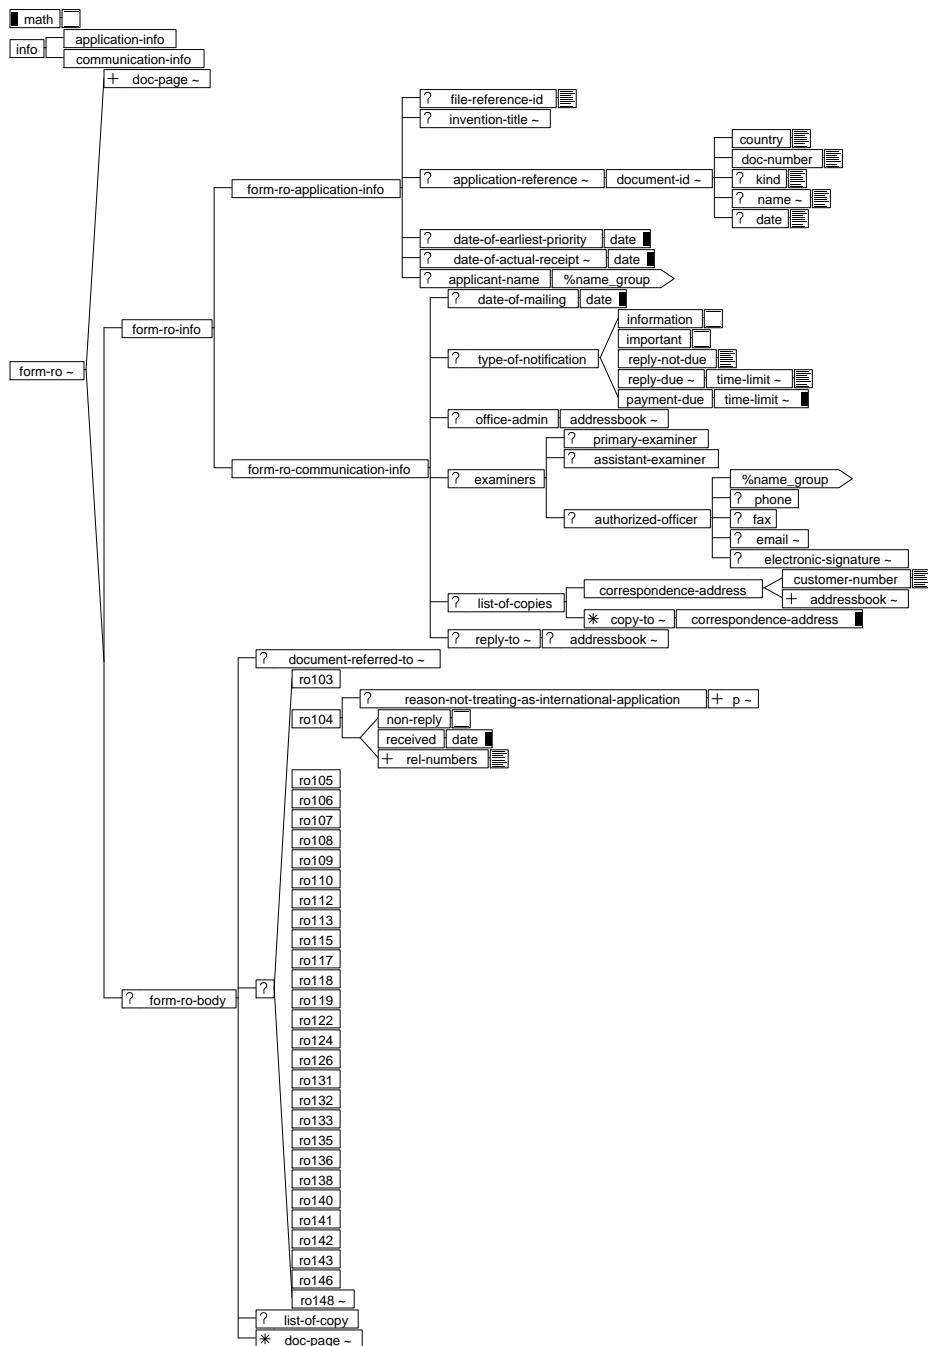 math
info application-info
communication-info
+ doc-page ~
? file-reference-id
? invention-title ~
country
doc-number
form-ro-application-info ? application-reference ~ document-id ~ ? kind
? name ~
? date
? date-of-earliest-priority date
? date-of-actual-receipt ~ date
? applicant-name %name_group
? date-of-mailing date
information
form-ro-info
important
? type-of-notification reply-not-due
form-ro ~
reply-due ~ time-limit ~
payment-due time-limit ~
? office-admin addressbook ~
? primary-examiner
? assistant-examiner
form-ro-communication-info
? examiners %name_group
? phone
? authorized-officer ? fax
? email ~
? electronic-signature ~
customer-number
correspondence-address
? list-of-copies + addressbook ~
* copy-to ~ correspondence-address
? reply-to ~ ? addressbook ~
? document-referred-to ~
ro103
? reason-not-treating-as-international-application + p ~
ro104 non-reply
received date
+ rel-numbers
ro105
ro106
ro107
ro108
ro109
ro110
ro112
ro113
ro115
ro117
ro118
?
ro119
? form-ro-body
ro122
ro124
ro126
ro131
ro132
ro133
ro135
ro136
ro138
ro140
ro141
ro142
ro143
ro146
ro148 ~
? list-of-copy
* doc-page ~